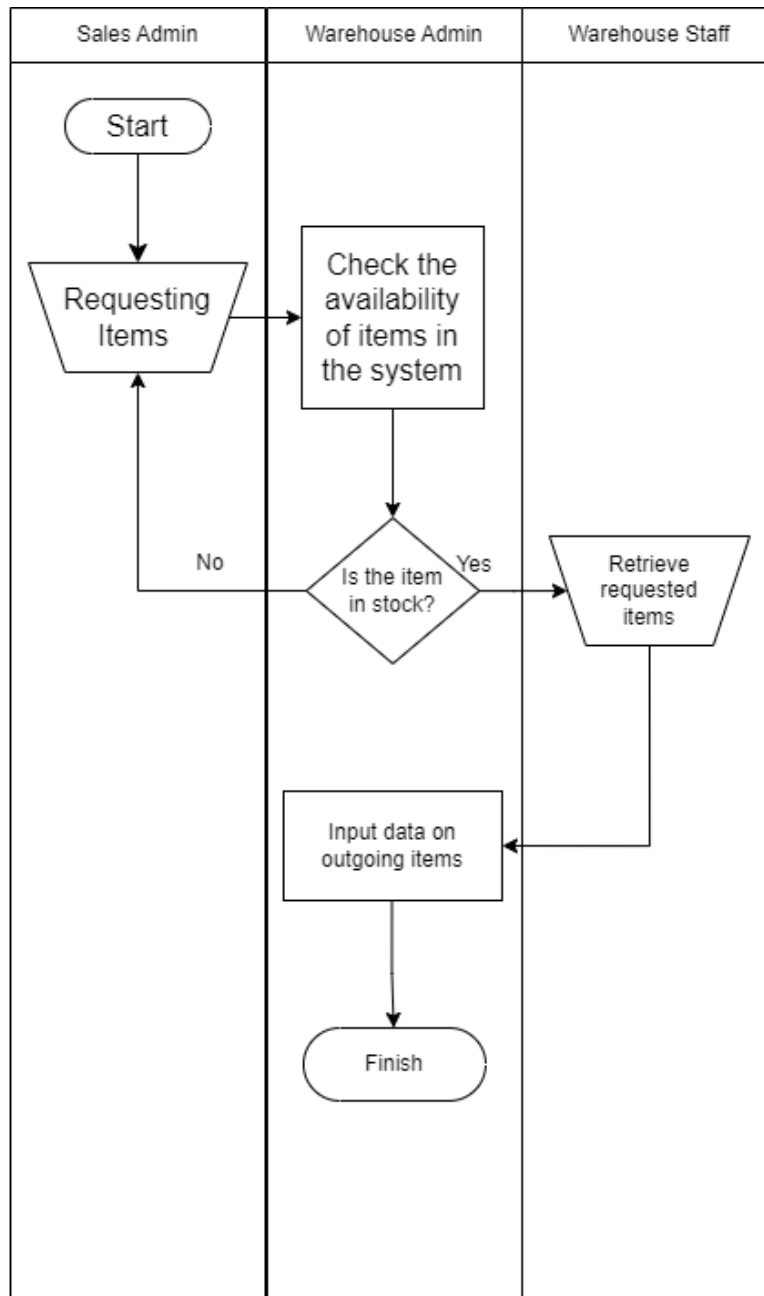 Sales Admin
Warehouse Admin
Warehouse Staff
Start
Requesting
Items
Check the
availability
of items in
the system
No
Is the item
in stock?
Yes
Retrieve
requested
items
Input data on
outgoing items
Finish